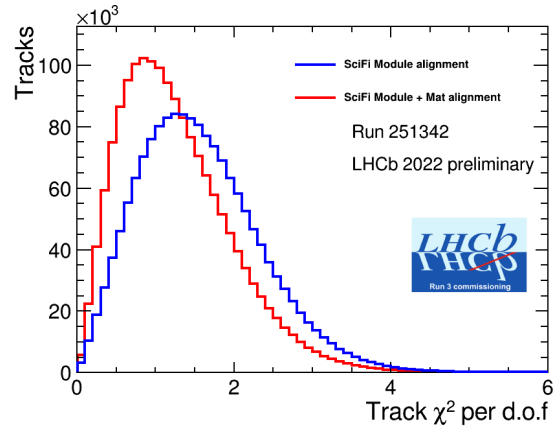 ×10³
Tracks
100
80
60
40
20
0
0
2
4
6
Track χ² per d.o.f
SciFi Module alignment
SciFi Module + Mat alignment
Run 251342
LHCb 2022 preliminary
LHCb
LHCb
Run 3 commissioning